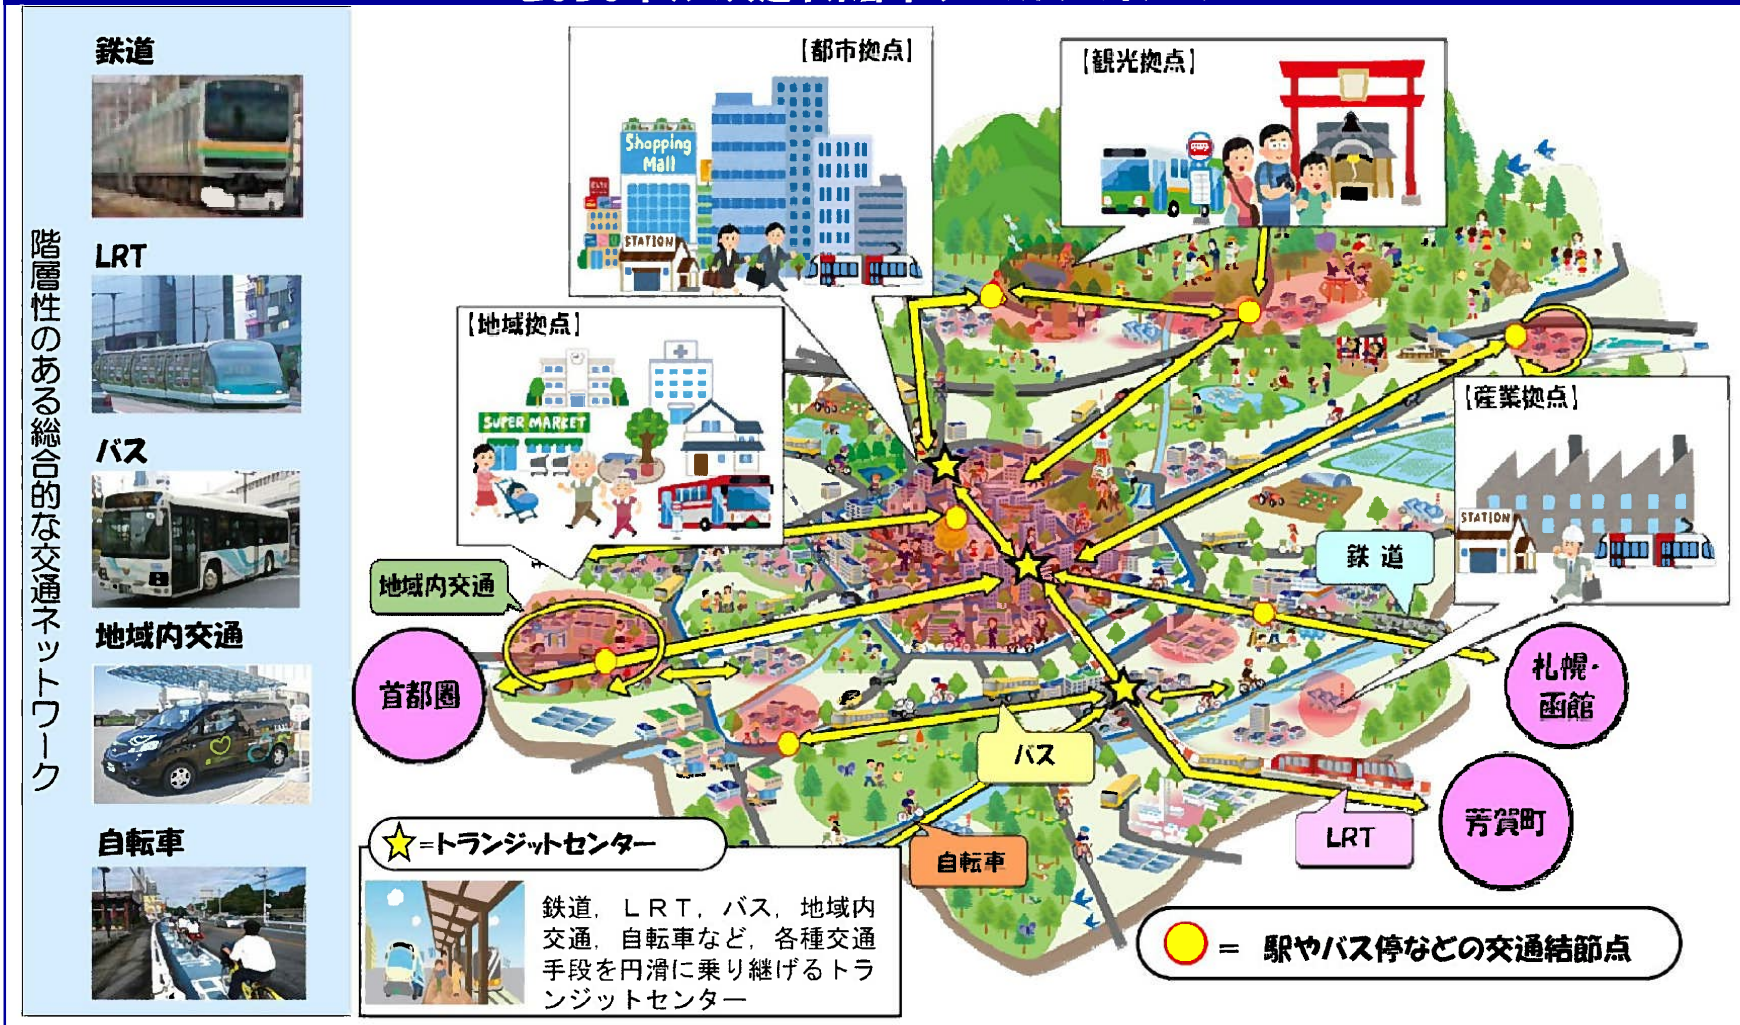 階層性のある総合的な交通ネットワーク
鉄道
LRT
バス
地域内交通
自転車
【都市拠点】
Shopping
Mall
STATION
【観光拠点】
【地域拠点】
SUPER MARKET
【産業拠点】
STATION
地域内交通
鉄道
首都圏
札幌・
函館
バス
芳賀町
LRT
自転車
☆=トランジットセンター
鉄道，ＬＲＴ，バス，地域内
交通，自転車など，各種交通
手段を円滑に乗り継げるトラ
ンジットセンター
= 駅やバス停などの交通結節点